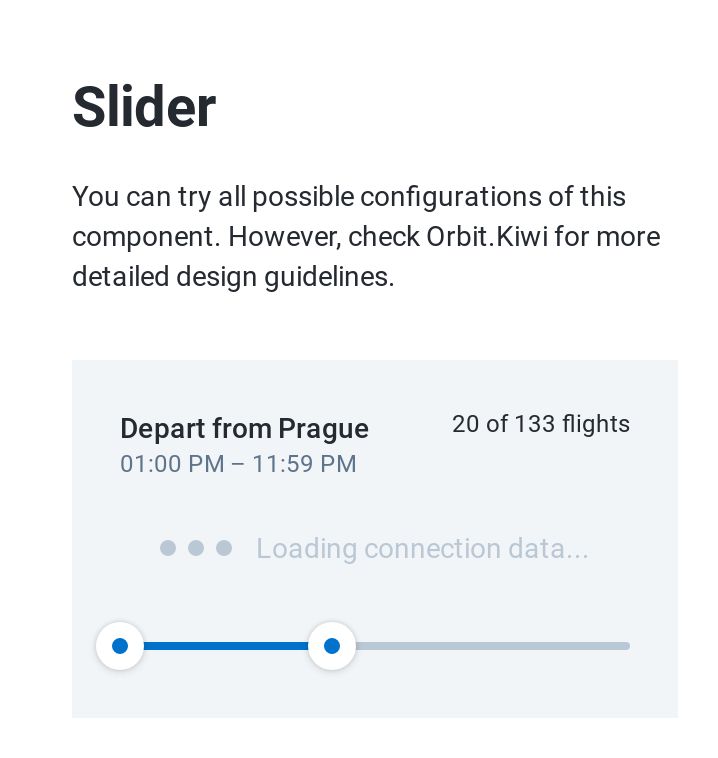 Slider
You can try all possible configurations of this
component. However, check Orbit.Kiwi for more
detailed design guidelines.
Depart from Prague
20 of 133 flights
01:00 PM – 11:59 PM
Loading connection data...